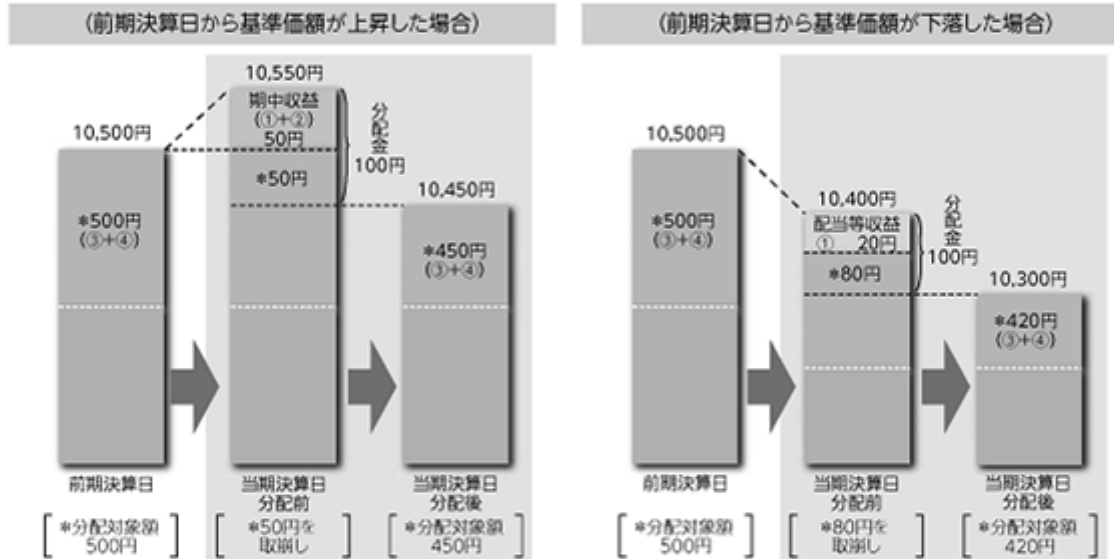 (前期決算日から基準価額が上昇した場合)
10,500円
*500円
(③+④)
前期決算日
*分配対象額
500円
10,550円
期中収益
(①+②)
50円
*50円
分配金
100円
当期決算日
分配前
*50円を
取崩し
10,450円
*450円
(③+④)
当期決算日
分配後
*分配対象額
450円
(前期決算日から基準価額が下落した場合)
10,500円
*500円
(③+④)
前期決算日
*分配対象額
500円
10,400円
配当等収益
① 20円
*80円
分配金
100円
当期決算日
分配前
*80円を
取崩し
10,300円
*420円
(③+④)
当期決算日
分配後
*分配対象額
420円